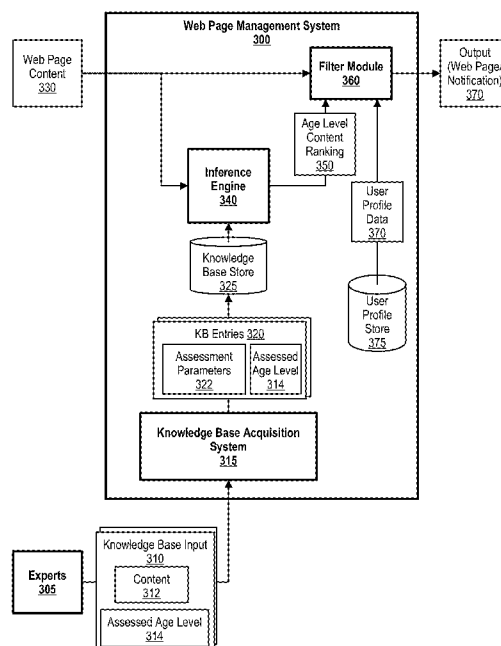 Web Page Management System
300
Web Page
Content
330
Filter Module
360
Output
(Web Page/
Notification)
370
Age Level
Content
Ranking
350
Inference
Engine
340
User
Profile
Data
370
Knowledge
Base Store
325
User
Profile
Store
375
KB Entries 320
Assessment
Parameters
322
Assessed
Age Level
314
Knowledge Base Acquisition
System
315
Experts
305
Knowledge Base Input
310
Content
312
Assessed Age Level
314